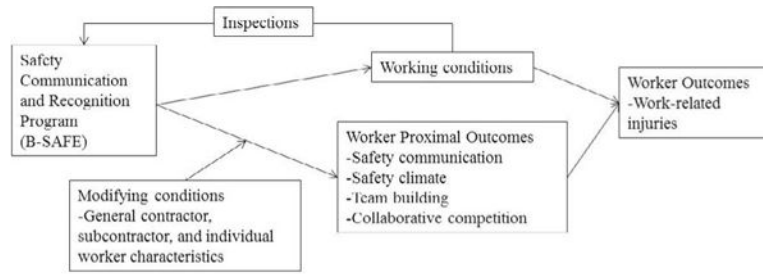 Inspections
Safety
Communication
and Recognition
Program
(B-SAFE)
Working conditions
Worker Outcomes
-Work-related
injuries
Worker Proximal Outcomes
-Safety communication
-Safety climate
-Team building
-Collaborative competition
Modifying conditions
-General contractor,
subcontractor, and individual
worker characteristics